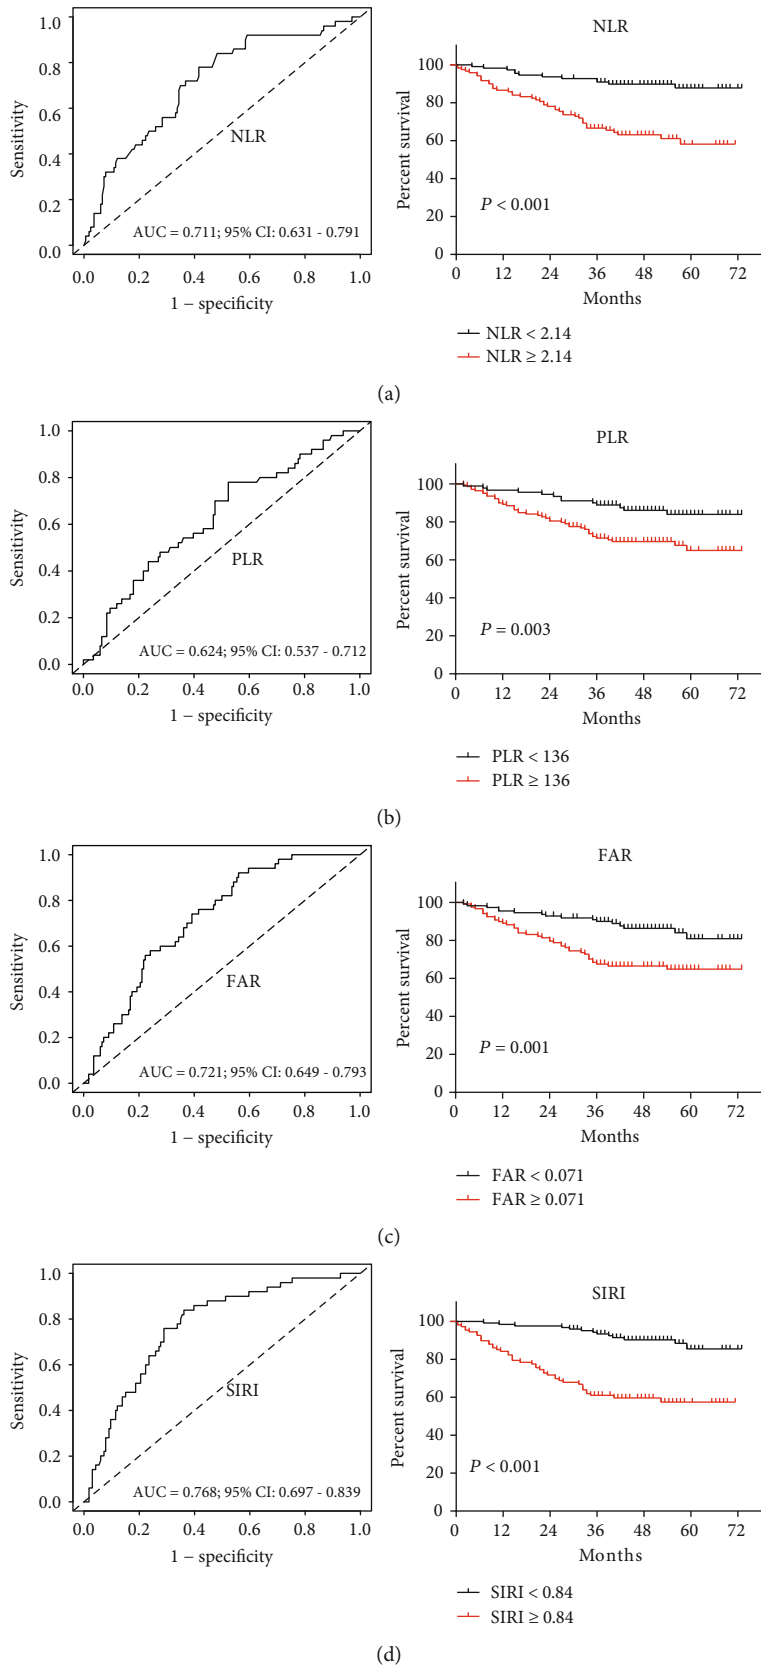 1.0
0.8
0.6
0.4
0.2
0.0
Sensitivity
NLR
AUC = 0.711; 95% CI: 0.631 - 0.791
0.0 0.2 0.4 0.6 0.8 1.0
1 − specificity
NLR
100
80
60
40
20
0
Percent survival
P < 0.001
0 12 24 36 48 60 72
Months
NLR < 2.14
NLR ≥ 2.14
(a)
1.0
0.8
0.6
0.4
0.2
0.0
Sensitivity
PLR
AUC = 0.624; 95% CI: 0.537 - 0.712
0.0 0.2 0.4 0.6 0.8 1.0
1 − specificity
PLR
100
80
60
40
20
0
Percent survival
P = 0.003
0 12 24 36 48 60 72
Months
PLR < 136
PLR ≥ 136
(b)
1.0
0.8
0.6
0.4
0.2
0.0
Sensitivity
FAR
AUC = 0.721; 95% CI: 0.649 - 0.793
0.0 0.2 0.4 0.6 0.8 1.0
1 − specificity
FAR
100
80
60
40
20
0
Percent survival
P = 0.001
0 12 24 36 48 60 72
Months
FAR < 0.071
FAR ≥ 0.071
(c)
1.0
0.8
0.6
0.4
0.2
0.0
Sensitivity
SIRI
AUC = 0.768; 95% CI: 0.697 - 0.839
0.0 0.2 0.4 0.6 0.8 1.0
1 − specificity
SIRI
100
80
60
40
20
0
Percent survival
P < 0.001
0 12 24 36 48 60 72
Months
SIRI < 0.84
SIRI ≥ 0.84
(d)